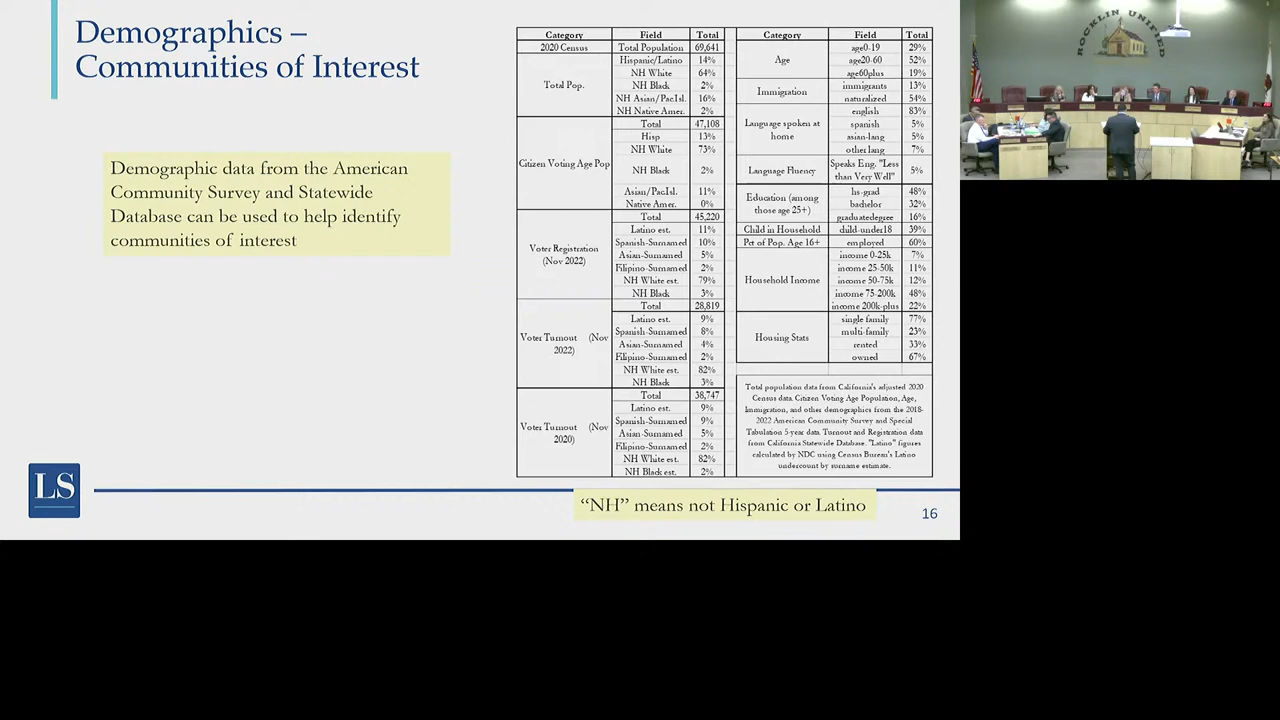 Demographics –
Communities of Interest
Demographic data from the American
Community Survey and Statewide
Database can be used to help identify
communities of interest
Category Field Total
2020 Census Total Population 69,641
Total Pop.
Hispanic/Latino 14%
NH White 64%
NH Black 2%
NH Asian/Pac.Isl. 16%
NH Native Amer. 2%
Citizen Voting Age Pop
Total 47,108
Hisp 13%
NH White 73%
NH Black 2%
Asian/Pac.Isl. 11%
Native Amer. 0%
Voter Registration
(Nov 2022)
Total 45,220
Latino est. 11%
Spanish-Surnamed 10%
Asian-Surnamed 5%
Filipino-Surnamed 2%
NH White est. 79%
NH Black 3%
Voter Turnout (Nov
2022)
Total 28,819
Latino est. 9%
Spanish-Surnamed 8%
Asian-Surnamed 4%
Filipino-Surnamed 2%
NH White est. 82%
NH Black 3%
Voter Turnout (Nov
2020)
Total 38,747
Latino est. 9%
Spanish-Surnamed 9%
Asian-Surnamed 5%
Filipino-Surnamed 2%
NH White est. 82%
NH Black est. 2%
Category Field Total
Age
age0-19 29%
age20-60 52%
age60plus 19%
Immigration
immigrants 13%
naturalized 54%
Language spoken at
home
english 83%
spanish 5%
asian-lang 5%
other lang 7%
Language Fluency
Speaks Eng. "Less
than Very Well" 5%
Education (among
those age 25+)
hs-grad 48%
bachelor 32%
graduatedegree 16%
Child in Household child-under18 39%
Pct of Pop. Age 16+ employed 60%
Household Income
income 0-25k 7%
income 25-50k 11%
income 50-75k 12%
income 75-200k 48%
income 200k-plus 22%
Housing Stats
single family 77%
multi-family 23%
rented 33%
owned 67%
Total population data from California's adjusted 2020
Census data. Citizen Voting Age Population, Age,
Immigration, and other demographics from the 2018-
2022 American Community Survey and Special
Tabulation 5-year data. Turnout and Registration data
from California Statewide Database. "Latino" figures
calculated by NDC using Census Bureau's Latino
undercount by surname estimate.
LS
“NH” means not Hispanic or Latino
16
ROCKLIN UNIFIED